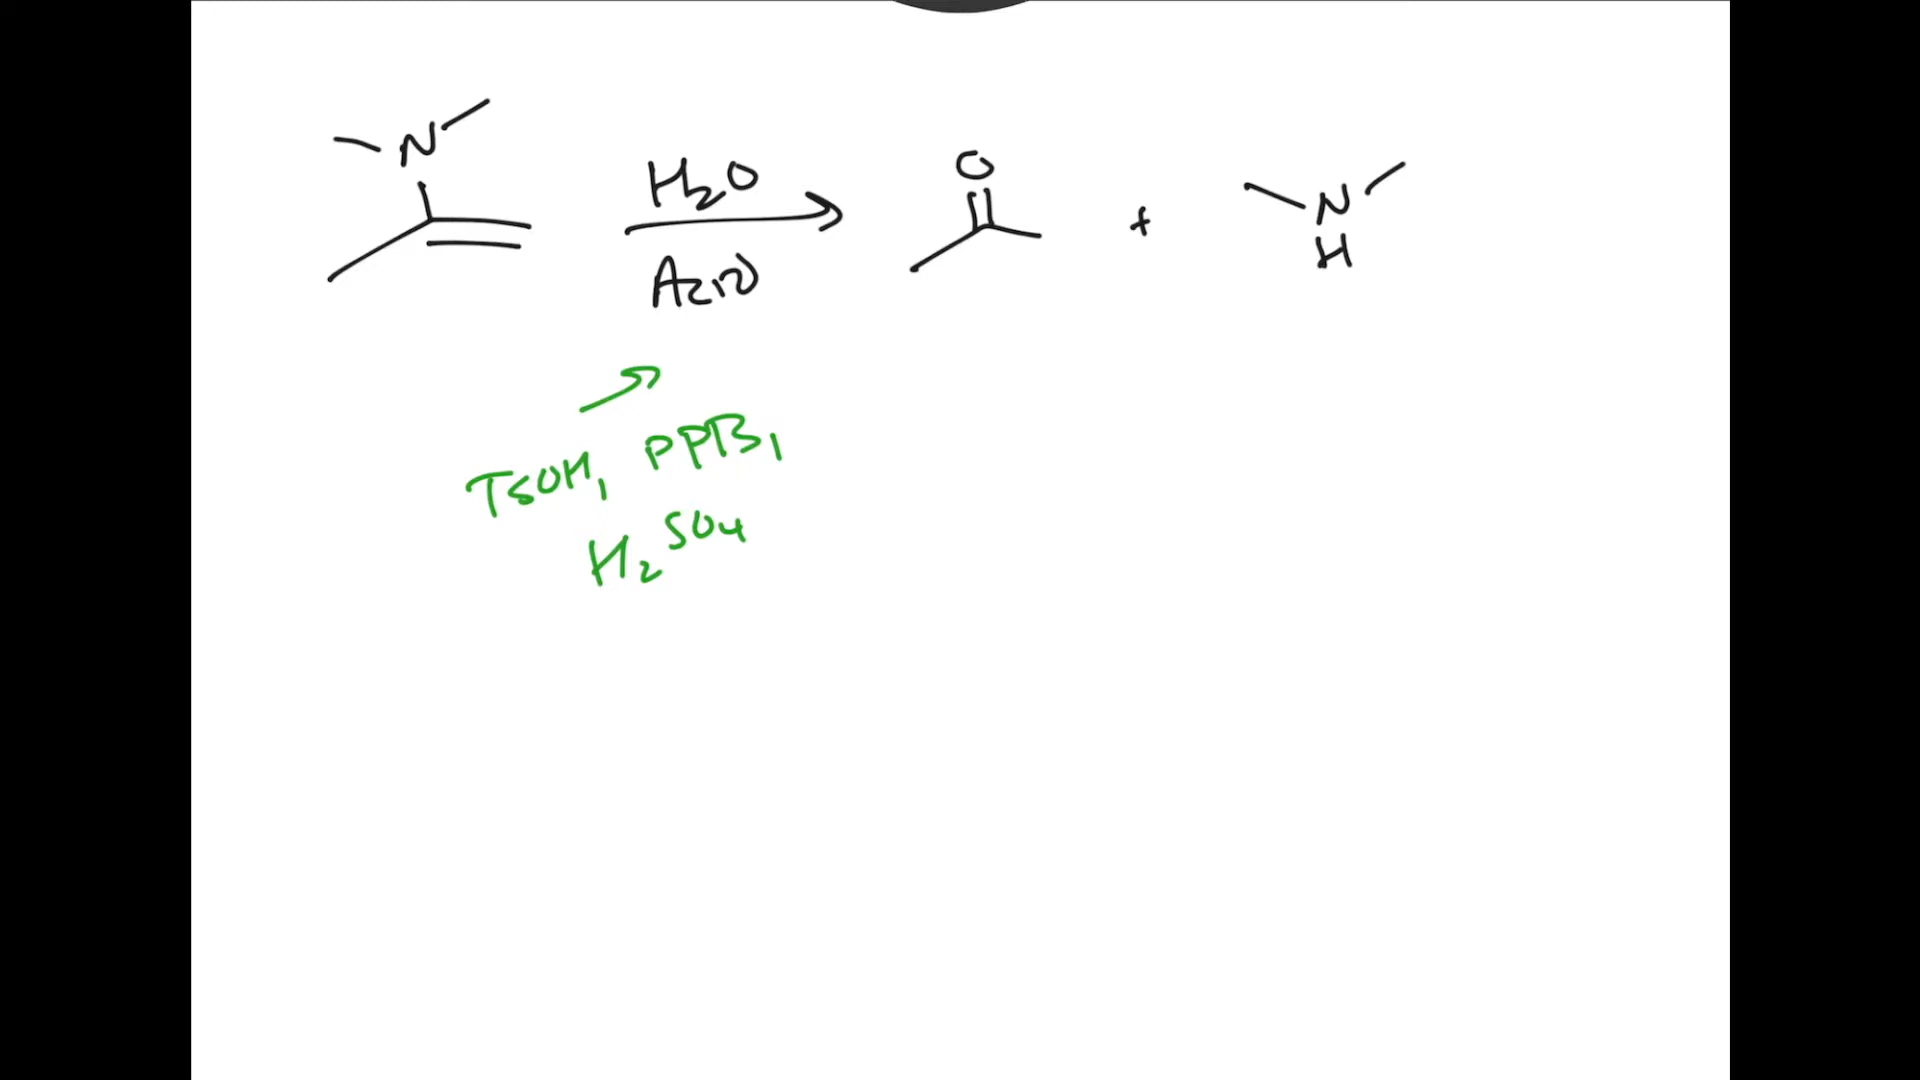 N
H₂O
O
+
N
H
Acid
TsOH, PPTS,
H₂SO₄